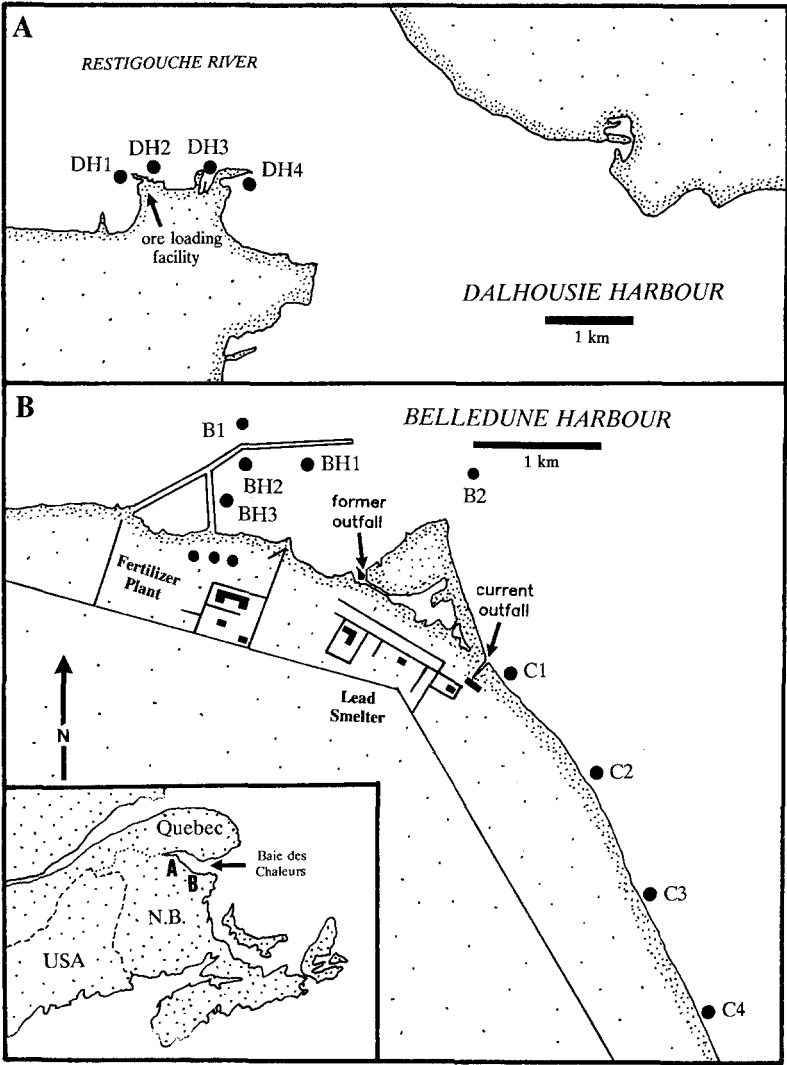 A
RESTIGOUCHE RIVER
DH1
DH2
DH3
DH4
ore loading
facility
DALHOUSIE HARBOUR
1 km
B
BELLEDUNE HARBOUR
1 km
B1
BH1
BH2
BH3
B2
former
outfall
Fertilizer
Plant
current
outfall
C1
Lead
Smelter
N
C2
C3
C4
Quebec
Baie des
Chaleurs
A
B
N.B.
USA